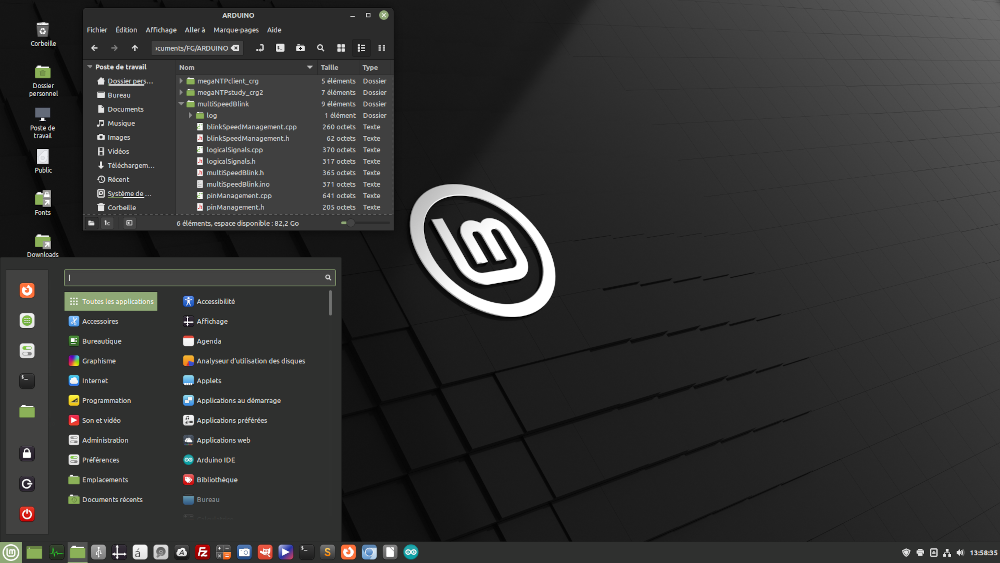 Corbeille
Dossier
personnel
Poste de
travail
Public
Fonts
Downloads
ARDUINO
Fichier Édition Affichage Aller à Marque-pages Aide
ocuments/FG/ARDUINO
Poste de travail
Dossier pers...
Bureau
Documents
Musique
Images
Vidéos
Téléchargem...
Récent
Système de ...
Corbeille
Nom Taille Type
megaNTPclient_crg 5 éléments Dossier
megaNTPstudy_crg2 7 éléments Dossier
multiSpeedBlink 9 éléments Dossier
log 1 élément Dossier
blinkSpeedManagement.cpp 260 octets Texte
blinkSpeedManagement.h 62 octets Texte
logicalSignals.cpp 370 octets Texte
logicalSignals.h 317 octets Texte
multiSpeedBlink.h 365 octets Texte
multiSpeedBlink.ino 371 octets Texte
pinManagement.cpp 641 octets Texte
pinManagement.h 205 octets Texte
6 éléments, espace disponible : 82,2 Go
Toutes les applications
Accessoires
Bureautique
Graphisme
Internet
Programmation
Son et vidéo
Administration
Préférences
Emplacements
Documents récents
Accessibilité
Affichage
Agenda
Analyseur d'utilisation des disques
Applets
Applications au démarrage
Applications préférées
Applications web
Arduino IDE
Bibliothèque
Bureau
13:58:35